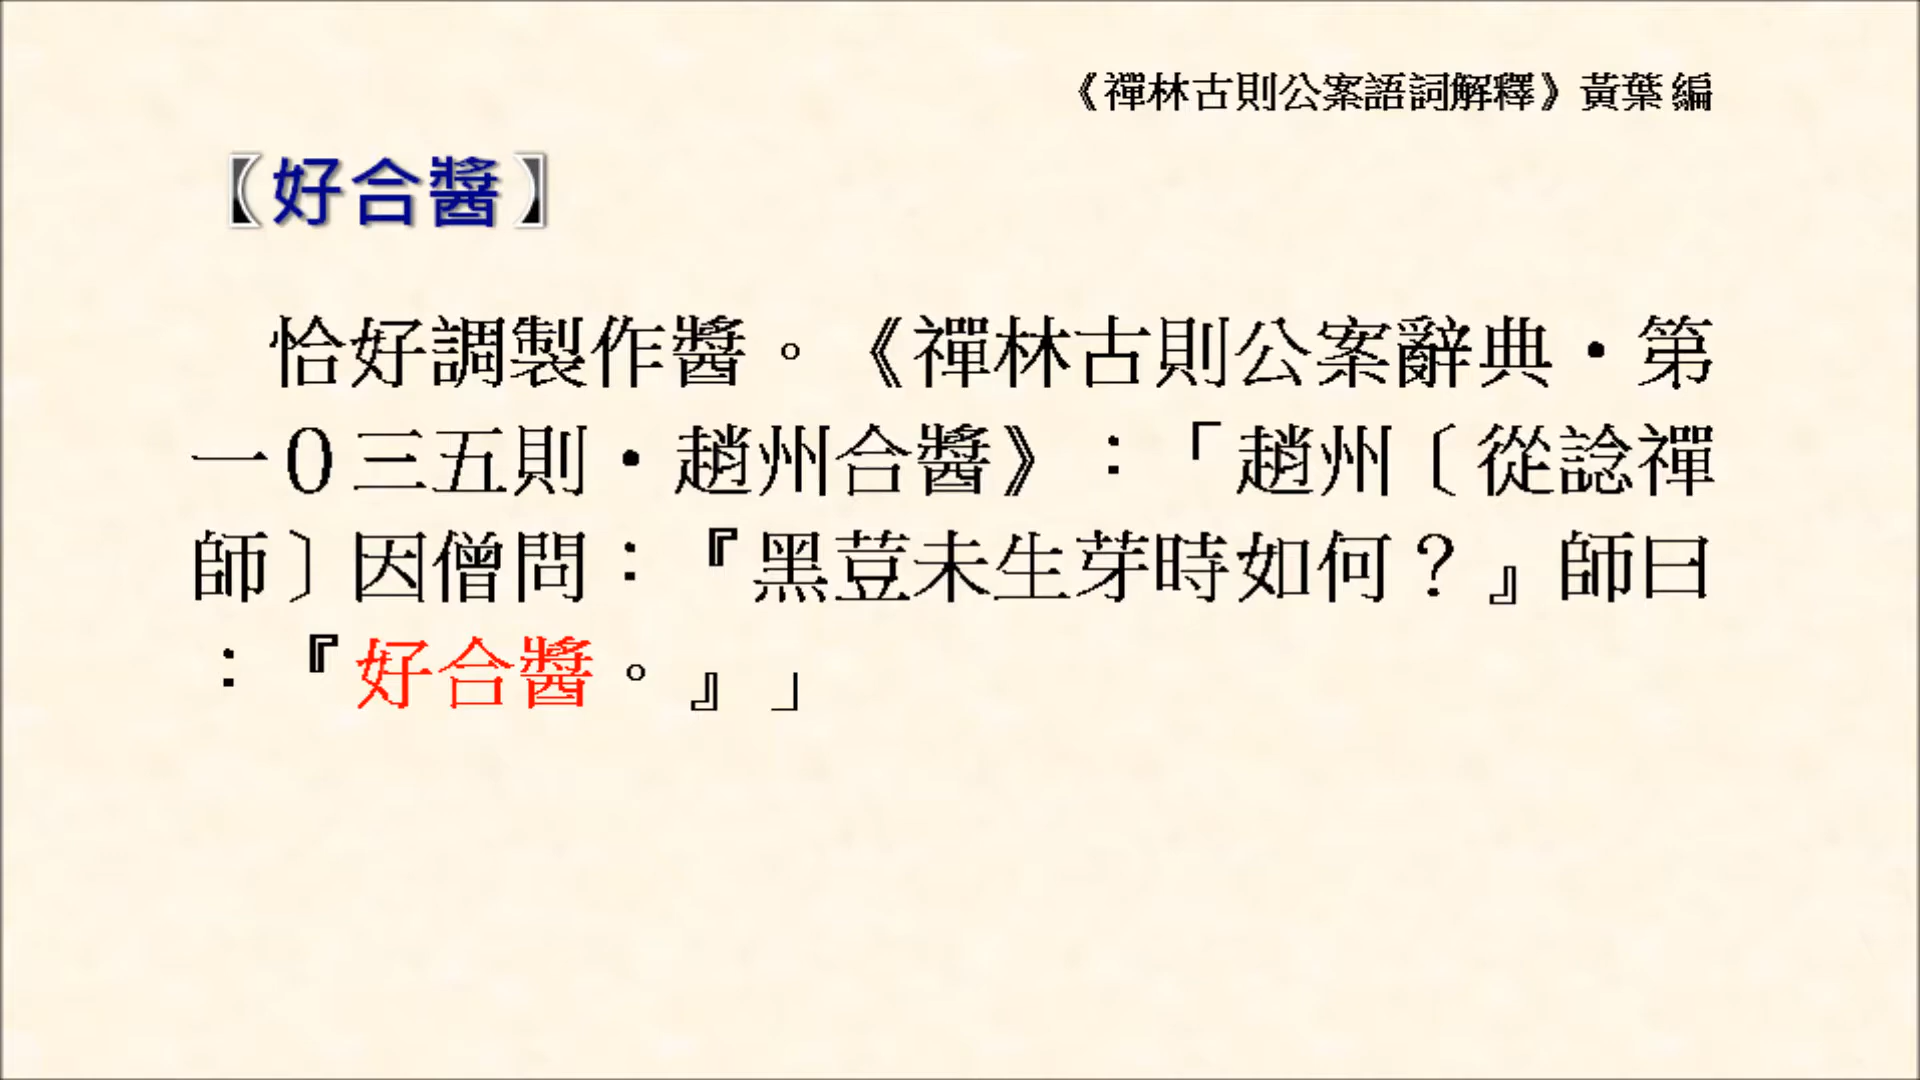 《禪林古則公案語詞解釋》黃葉 編
【好合醬】
恰好調製作醬。《禪林古則公案辭典•第
一0三五則•趙州合醬》：「趙州〔從諗禪
師〕因僧問：『黑荳未生芽時如何？』師曰
：『好合醬。』」